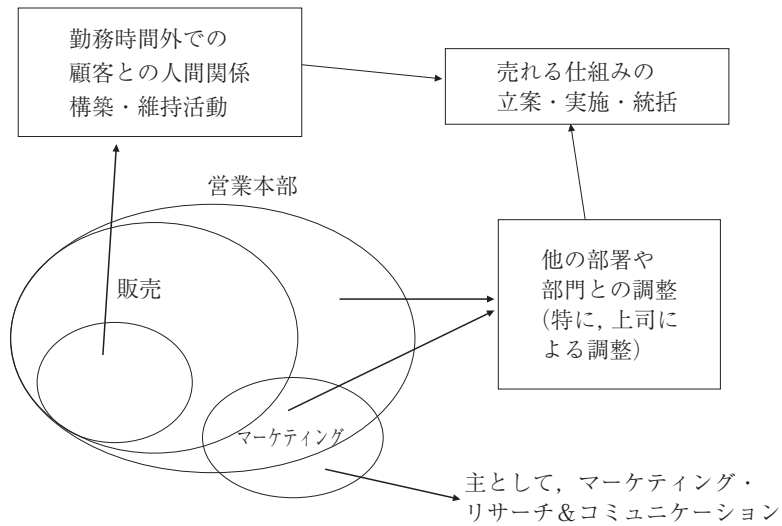 勤務時間外での
顧客との人間関係
構築・維持活動
売れる仕組みの
立案・実施・統括
営業本部
販売
他の部署や
部門との調整
(特に, 上司に
よる調整)
マーケティング
主として，マーケティング・
リサーチ＆コミュニケーション